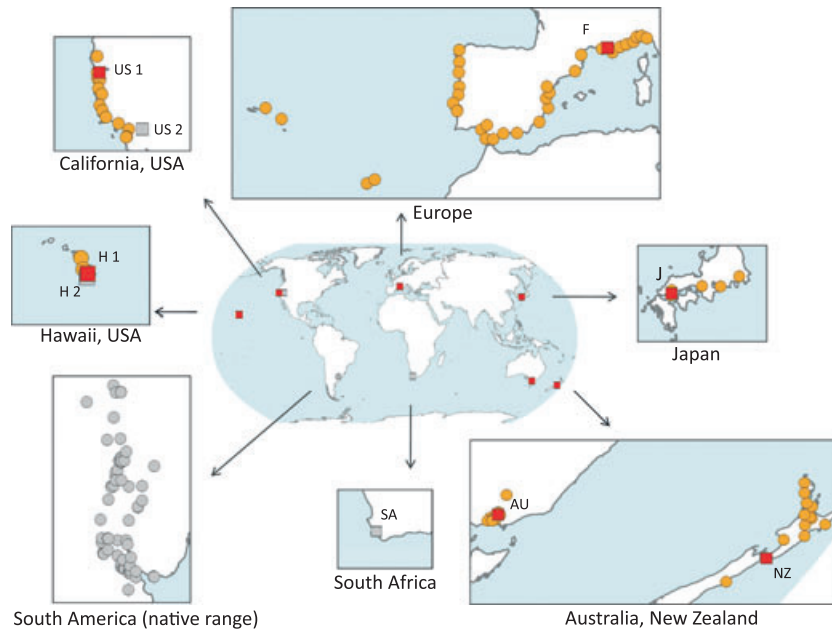 F
US 1
US 2
California, USA
Europe
H 1
H 2
Hawaii, USA
J
Japan
AU
NZ
SA
South Africa
South America (native range)
Australia, New Zealand